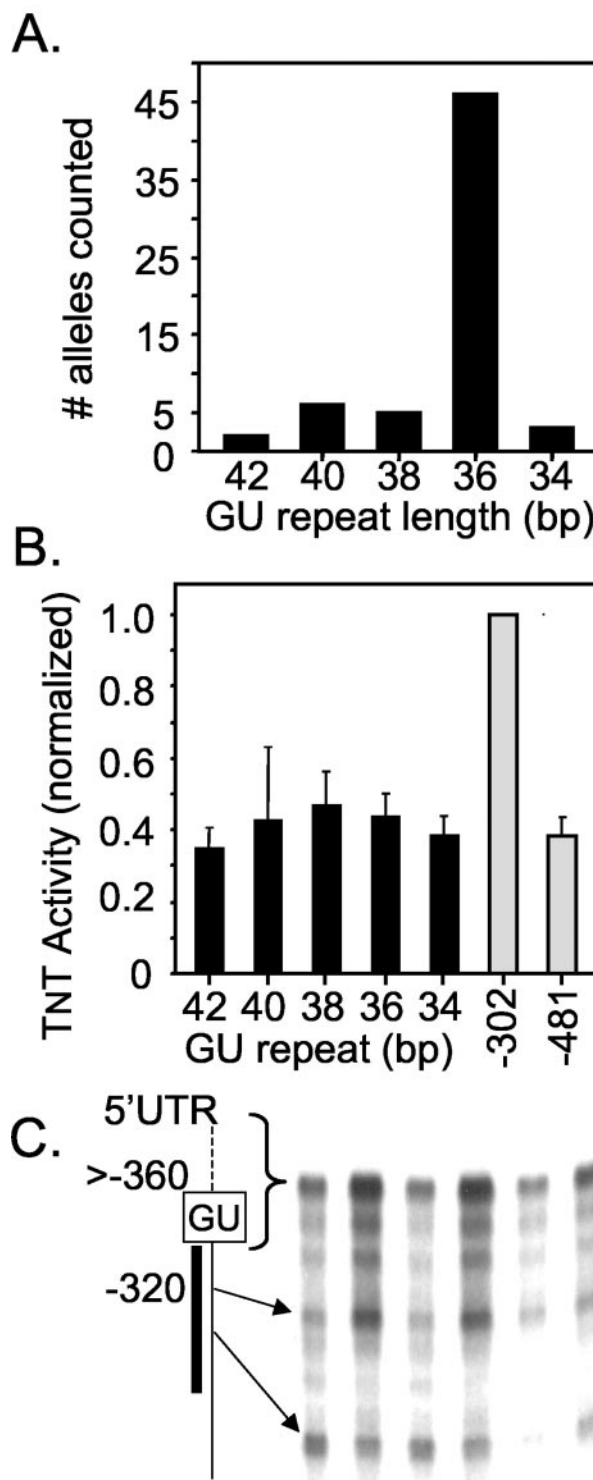 A.
# alleles counted
45
35
25
15
5
0
42 40 38 36 34
GU repeat length (bp)
B.
TNT Activity (normalized)
1.0
0.8
0.6
0.4
0.2
0
42 40 38 36 34 -302 -481
GU repeat (bp)
C.
5'UTR
>-360
GU
-320